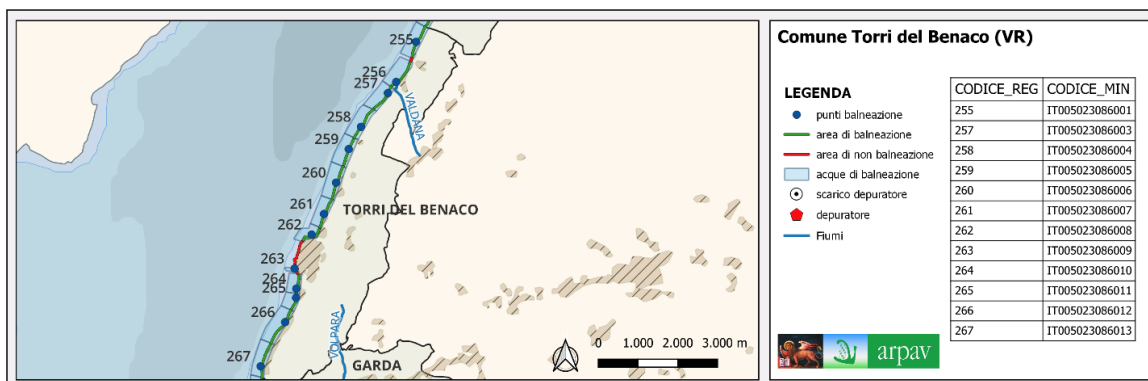 255
256
257
VALDANA
258
259
260
261
TORRI DEL BENACO
262
263
264
265
266
VOLPARA
267
GARDA
0 1.000 2.000 3.000 m
Comune Torri del Benaco (VR)
LEGENDA
punti balneazione
area di balneazione
area di non balneazione
acque di balneazione
scarico depuratore
depuratore
Fiumi
CODICE_REG CODICE_MIN
255 IT005023086001
257 IT005023086003
258 IT005023086004
259 IT005023086005
260 IT005023086006
261 IT005023086007
262 IT005023086008
263 IT005023086009
264 IT005023086010
265 IT005023086011
266 IT005023086012
267 IT005023086013
arpav